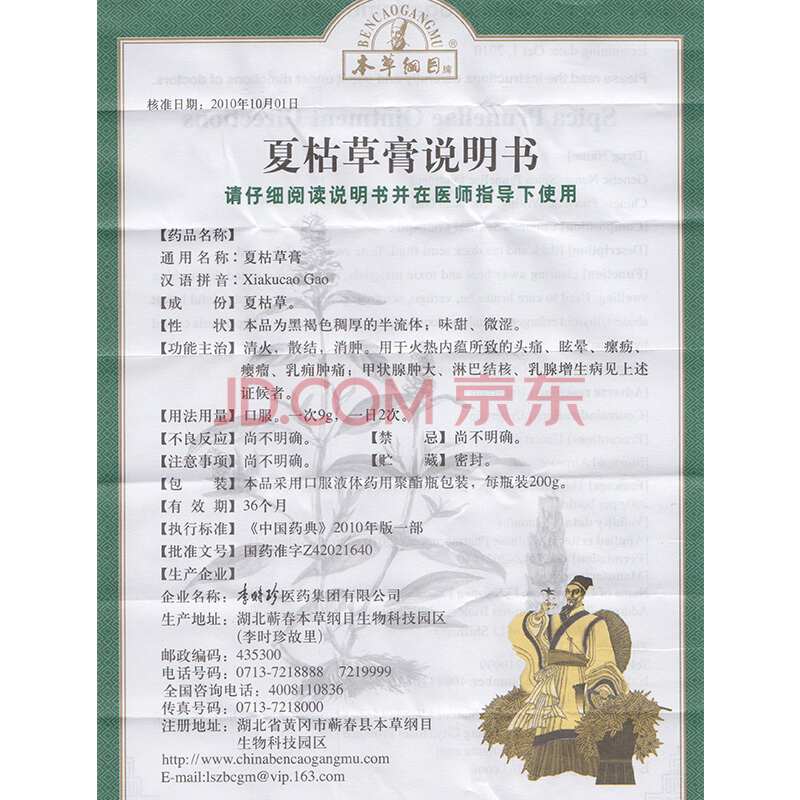 BENCAOGANGMU
本草纲目牌®
核准日期：2010年10月01日
夏枯草膏说明书
请仔细阅读说明书并在医师指导下使用
【药品名称】
通用名称：夏枯草膏
汉语拼音：Xiakucao Gao
【成　份】夏枯草。
【性　状】本品为黑褐色稠厚的半流体；味甜、微涩。
【功能主治】清火，散结，消肿。用于火热内蕴所致的头痛、眩晕、瘰疬、
瘿瘤、乳痈肿痛；甲状腺肿大、淋巴结核、乳腺增生病见上述
证候者。
JD.COM 京东
【用法用量】口服。一次9g，一日2次。
【不良反应】尚不明确。　【禁　忌】尚不明确。
【注意事项】尚不明确。　【贮　藏】密封。
【包　装】本品采用口服液体药用聚酯瓶包装，每瓶装200g。
【有 效 期】36个月
【执行标准】《中国药典》2010年版一部
【批准文号】国药准字Z42021640
【生产企业】
企业名称：李时珍医药集团有限公司
生产地址：湖北蕲春本草纲目生物科技园区
(李时珍故里)
邮政编码：435300
电话号码：0713-7218888　7219999
全国咨询电话：4008110836
传真号码：0713-7218000
注册地址：湖北省黄冈市蕲春县本草纲目
生物科技园区
http://www.chinabencaogangmu.com
E-mail:lszbcgm@vip.163.com